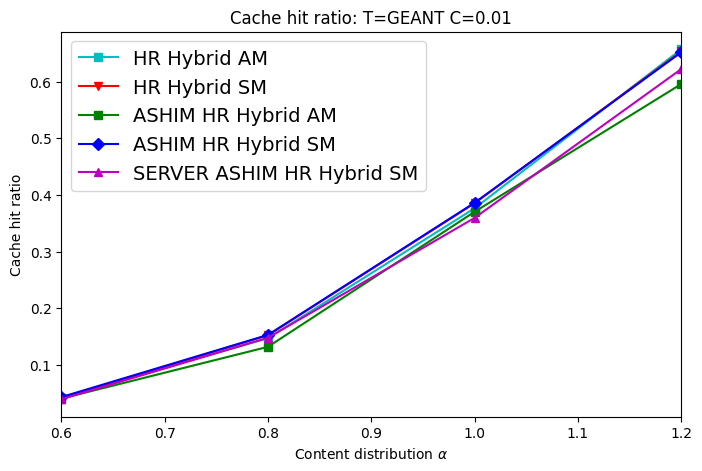 Cache hit ratio: T=GEANT C=0.01
HR Hybrid AM
HR Hybrid SM
ASHIM HR Hybrid AM
ASHIM HR Hybrid SM
SERVER ASHIM HR Hybrid SM
Cache hit ratio
0.6
0.5
0.4
0.3
0.2
0.1
0.6 0.7 0.8 0.9 1.0 1.1 1.2
Content distribution α